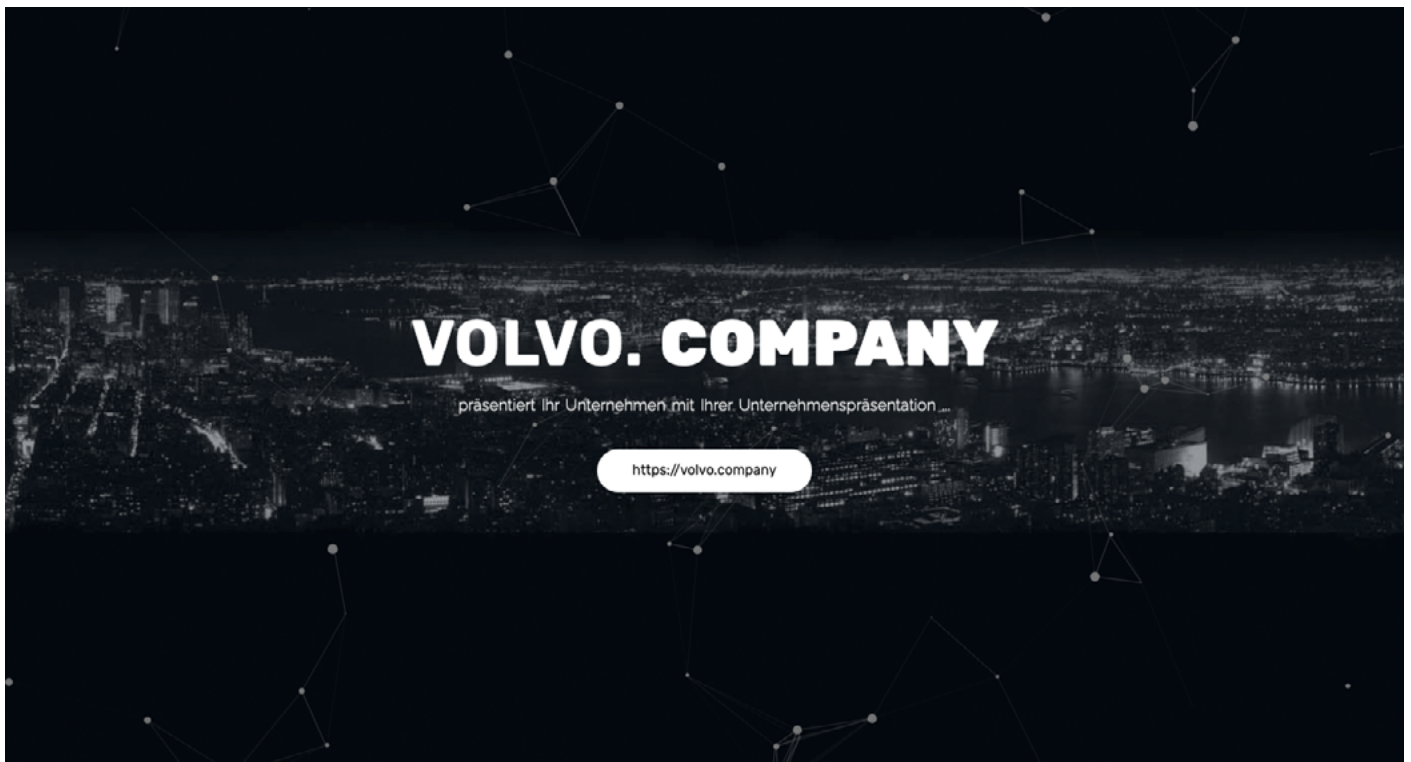 VOLVO. COMPANY
präsentiert Ihr Unternehmen mit Ihrer Unternehmenspräsentation ...
https://volvo.company